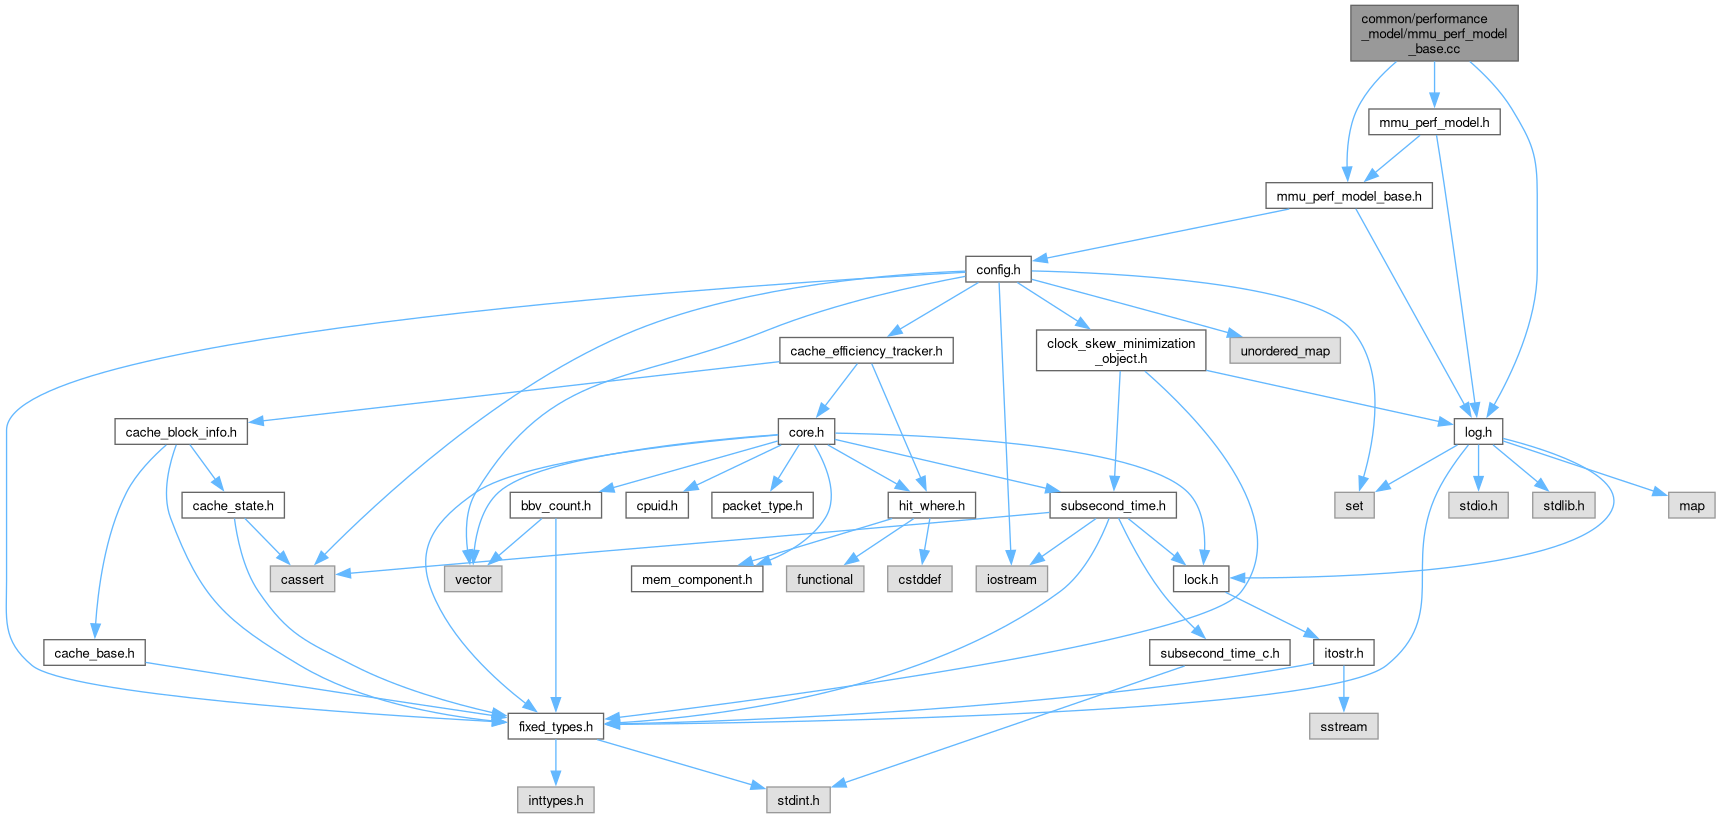 common/performance
_model/mmu_perf_model
_base.cc
mmu_perf_model.h
mmu_perf_model_base.h
config.h
cache_efficiency_tracker.h
clock_skew_minimization
_object.h
unordered_map
cache_block_info.h
core.h
log.h
cache_state.h
bbv_count.h
cpuid.h
packet_type.h
hit_where.h
subsecond_time.h
set
stdio.h
stdlib.h
map
cassert
vector
mem_component.h
functional
cstddef
iostream
lock.h
cache_base.h
subsecond_time_c.h
itostr.h
fixed_types.h
sstream
inttypes.h
stdint.h